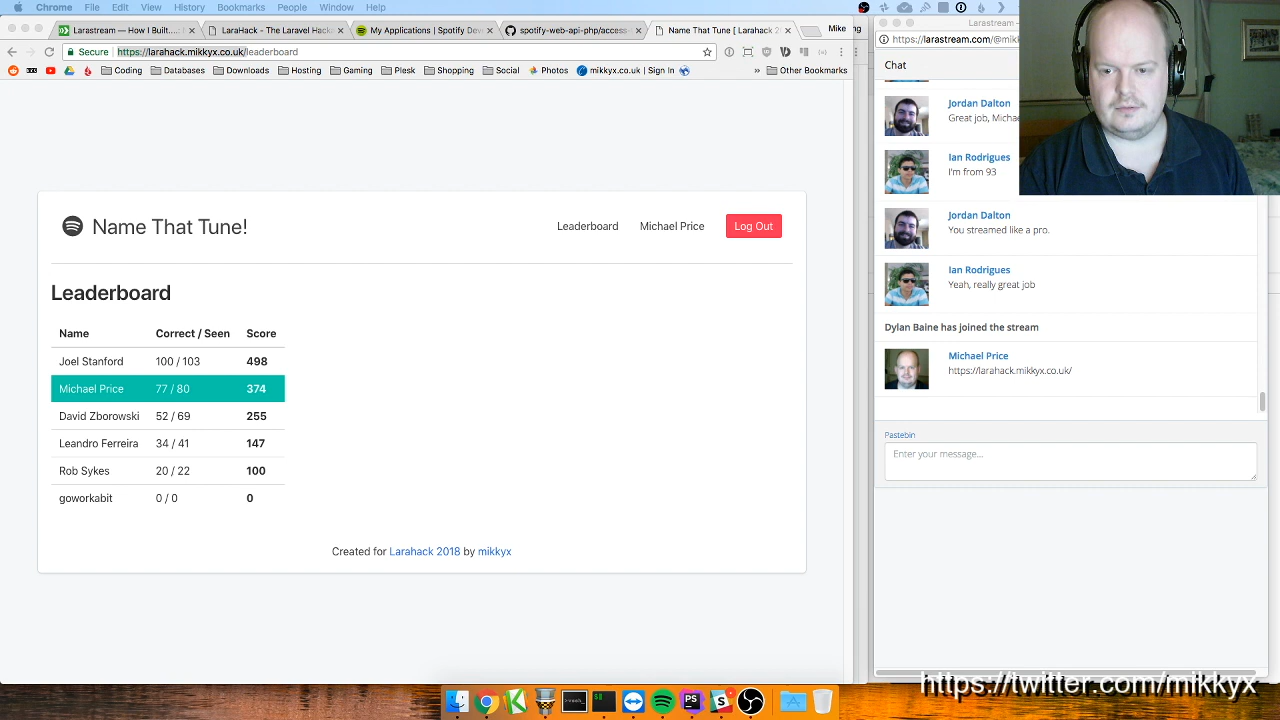 Chrome File Edit View History Bookmarks People Window Help
Larastream — How I Built...
LaraHack - The Laravel Hacka
My Applications | Spotify Dev
spotify-web-api-php/access
Name That Tune! [ Larahack 2
Mike
Secure https://larahack.mikkyx.co.uk/leaderboard
Coding
Downloads
Hosting
Gaming
Plesk
Shopp
Social
Photos
mikkyx.co.uk | Sign In
» Other Bookmarks
Name That Tune!
Leaderboard Michael Price Log Out
Leaderboard
Name Correct / Seen Score
Joel Stanford 100 / 103 498
Michael Price 77 / 80 374
David Zborowski 52 / 69 255
Leandro Ferreira 34 / 41 147
Rob Sykes 20 / 22 100
goworkabit 0 / 0 0
Created for Larahack 2018 by mikkyx
Larastream –
https://larastream.com/@mikk
Chat
Jordan Dalton
Great job, Michae
Ian Rodrigues
I'm from 93
Jordan Dalton
You streamed like a pro.
Ian Rodrigues
Yeah, really great job
Dylan Baine has joined the stream
Michael Price
https://larahack.mikkyx.co.uk/
Pastebin
Enter your message...
https://twitter.com/mikkyx